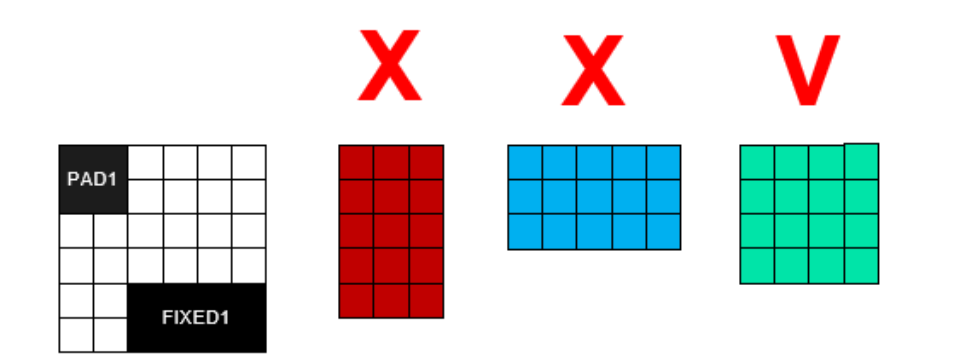 X X V
PAD1
FIXED1